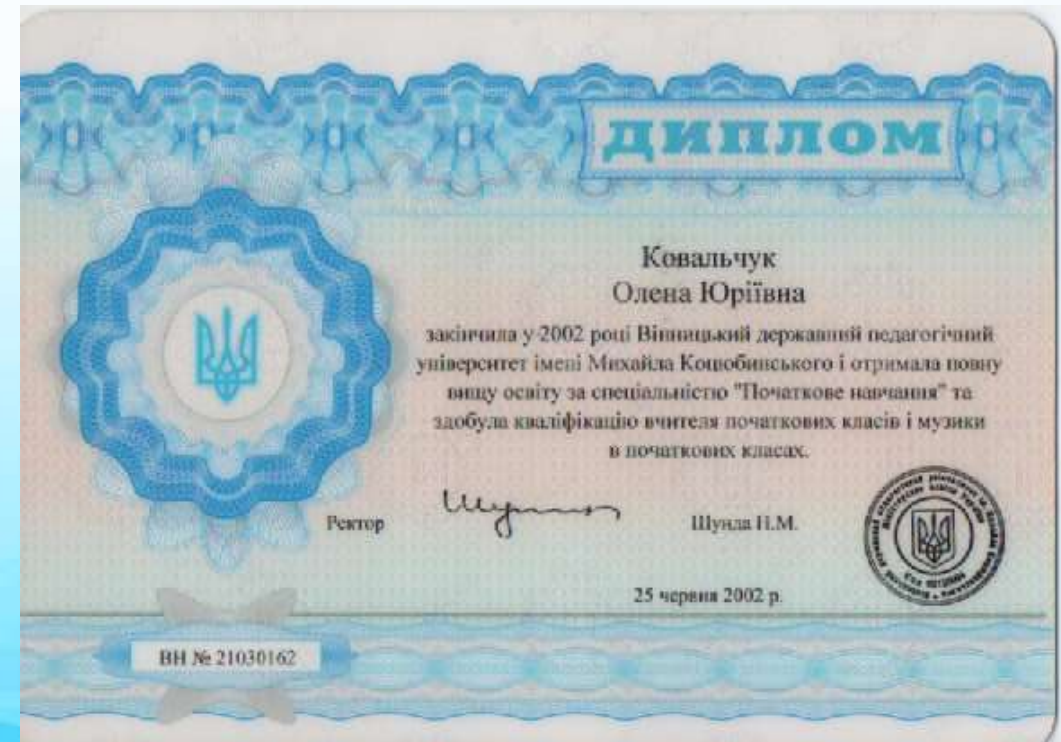 ДИПЛОМ
Ковальчук
Олена Юріївна
закінчила у 2002 році Вінницький державний педагогічний
університет імені Михайла Коцюбинського і отримала повну
вищу освіту за спеціальністю "Початкове навчання" та
здобула кваліфікацію вчителя початкових класів і музики
в початкових класах.
Ректор
Шунда Н.М.
25 червня 2002 р.
ВН № 21030162